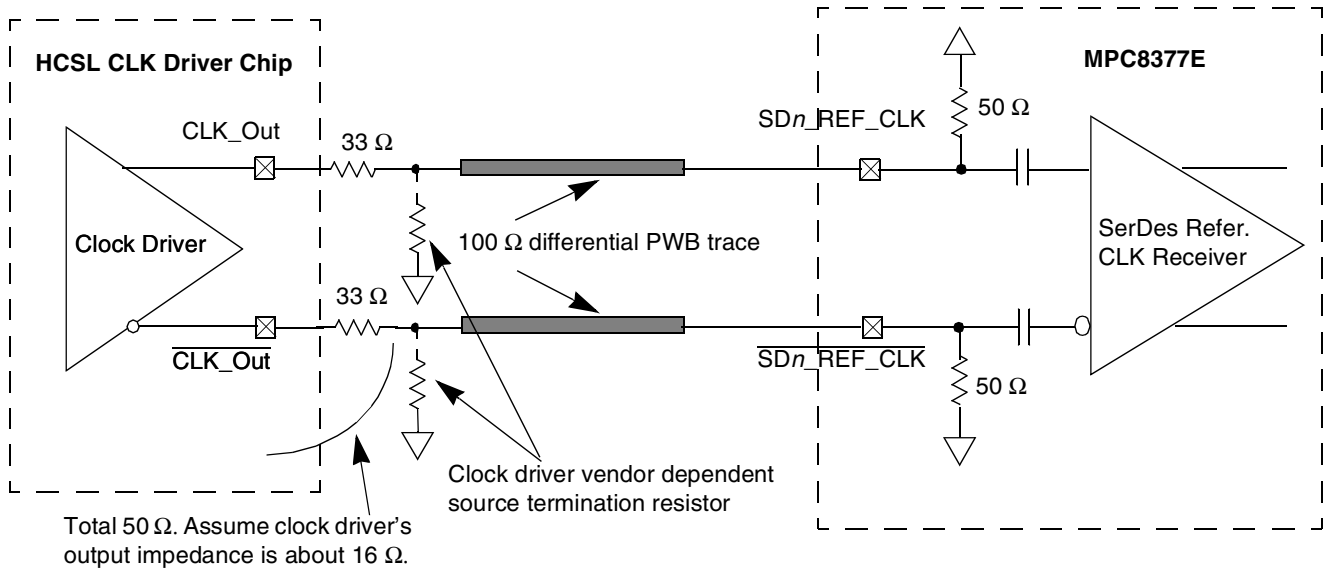 HCSL CLK Driver Chip
MPC8377E
CLK_Out
33 Ω
SDn_REF_CLK
50 Ω
Clock Driver
100 Ω differential PWB trace
SerDes Refer.
CLK Receiver
33 Ω
CLK_Out
SDn_REF_CLK
50 Ω
Clock driver vendor dependent
source termination resistor
Total 50 Ω. Assume clock driver's
output impedance is about 16 Ω.